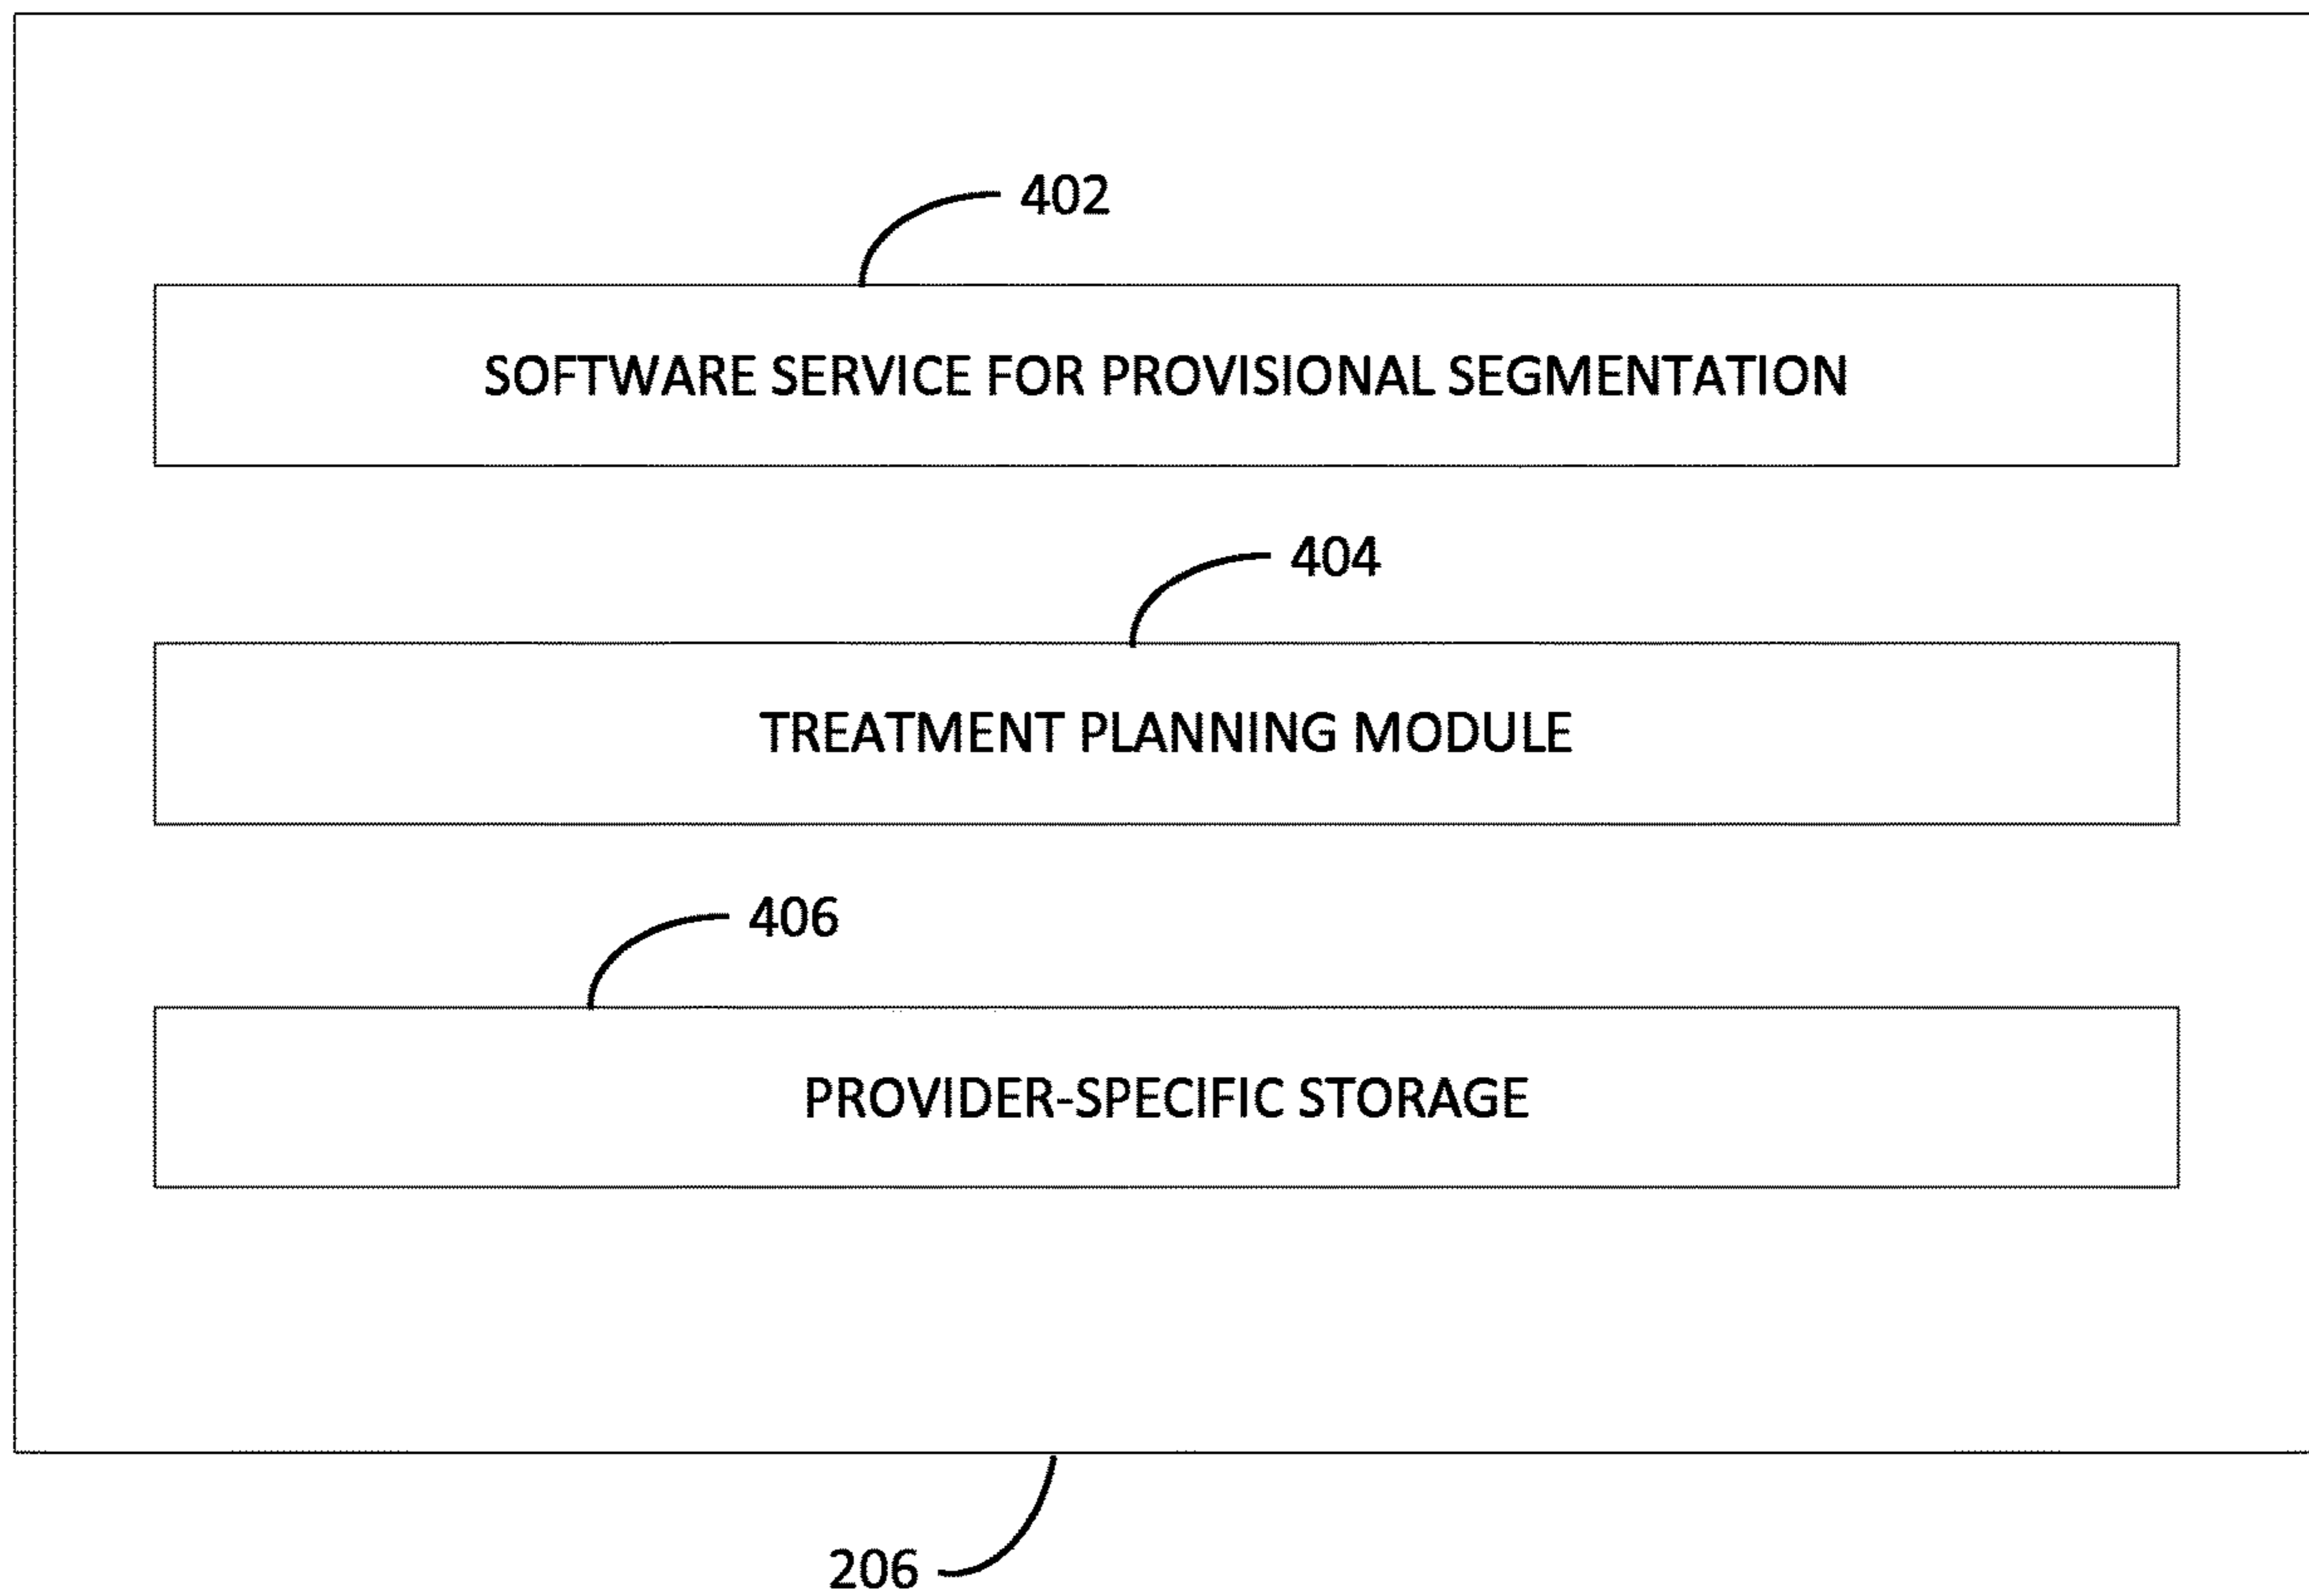 402
SOFTWARE SERVICE FOR PROVISIONAL SEGMENTATION
404
TREATMENT PLANNING MODULE
406
PROVIDER-SPECIFIC STORAGE
206